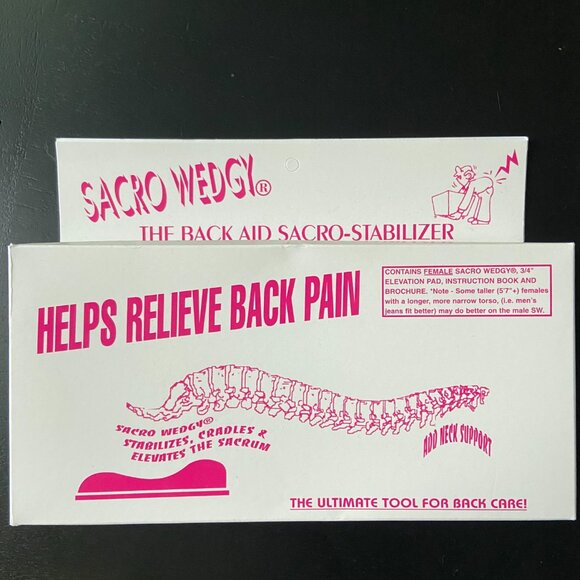 SACRO WEDGY®
THE BACK AID SACRO-STABILIZER
HELPS RELIEVE BACK PAIN
CONTAINS FEMALE SACRO WEDGY®, 3/4"
ELEVATION PAD, INSTRUCTION BOOK AND
BROCHURE. *Note - Some taller (5'7"+) females
with a longer, more narrow torso, (i.e. men's
jeans fit better) may do better on the male SW.
SACRO WEDGY®
STABILIZES, CRADLES &
ELEVATES THE SACRUM
ADD NECK SUPPORT
THE ULTIMATE TOOL FOR BACK CARE!